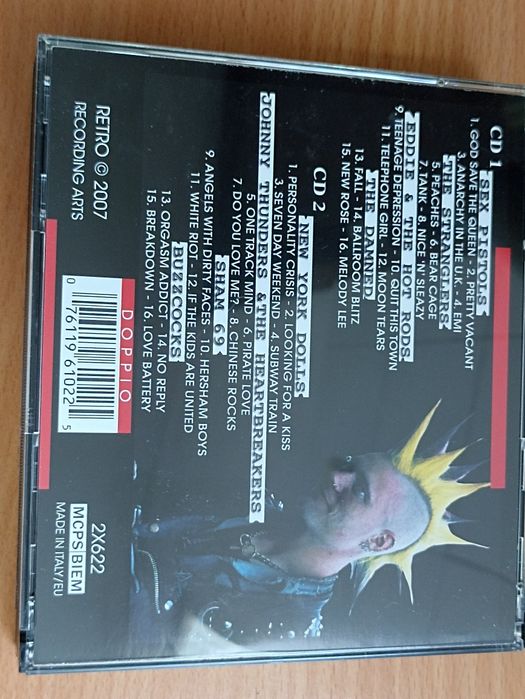 CD 1 SEX PISTOLS
1. GOD SAVE THE QUEEN - 2. PRETTY VACANT
3. ANARCHY IN THE U.K. - 4. EMI
THE STRANGLERS
5. PEACHES - 6. BEAR CAGE
7. TANK - 8. NICE 'N' SLEAZY
EDDIE & THE HOT RODS
9. TEENAGE DEPRESSION - 10. QUIT THIS TOWN
11. TELEPHONE GIRL - 12. MOON TEARS
THE DAMNED
13. FALL - 14. BALLROOM BLITZ
15. NEW ROSE - 16. MELODY LEE
CD 2 NEW YORK DOLLS
1. PERSONALITY CRISIS - 2. LOOKING FOR A KISS
3. SEVEN DAY WEEKEND - 4. SUBWAY TRAIN
JOHNNY THUNDERS & THE HEARTBREAKERS
5. ONE TRACK MIND - 6. PIRATE LOVE
7. DO YOU LOVE ME? - 8. CHINESE ROCKS
SHAM 69
9. ANGELS WITH DIRTY FACES - 10. HERSHAM BOYS
11. WHITE RIOT - 12. IF THE KIDS ARE UNITED
BUZZCOCKS
13. ORGASM ADDICT - 14. NO REPLY
15. BREAKDOWN - 16. LOVE BATTERY
RETRO © 2007
RECORDING ARTS
DOPPIO
0 76119 61022 5
2X622
MCPS BIEM
MADE IN ITALY/EU